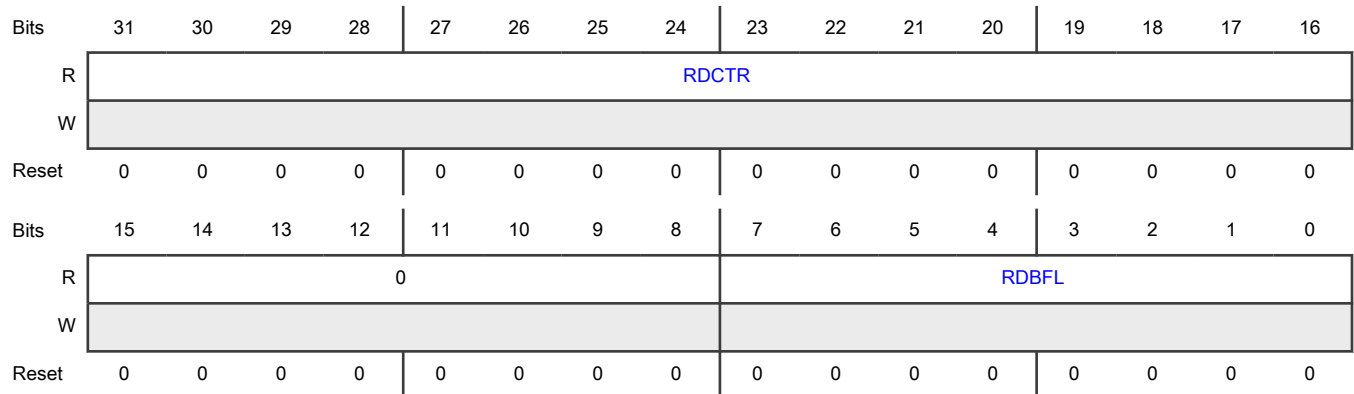 Bits 31 30 29 28 27 26 25 24 23 22 21 20 19 18 17 16
R RDCTR
W
Reset 0 0 0 0 0 0 0 0 0 0 0 0 0 0 0 0
Bits 15 14 13 12 11 10 9 8 7 6 5 4 3 2 1 0
R 0 RDBFL
W
Reset 0 0 0 0 0 0 0 0 0 0 0 0 0 0 0 0